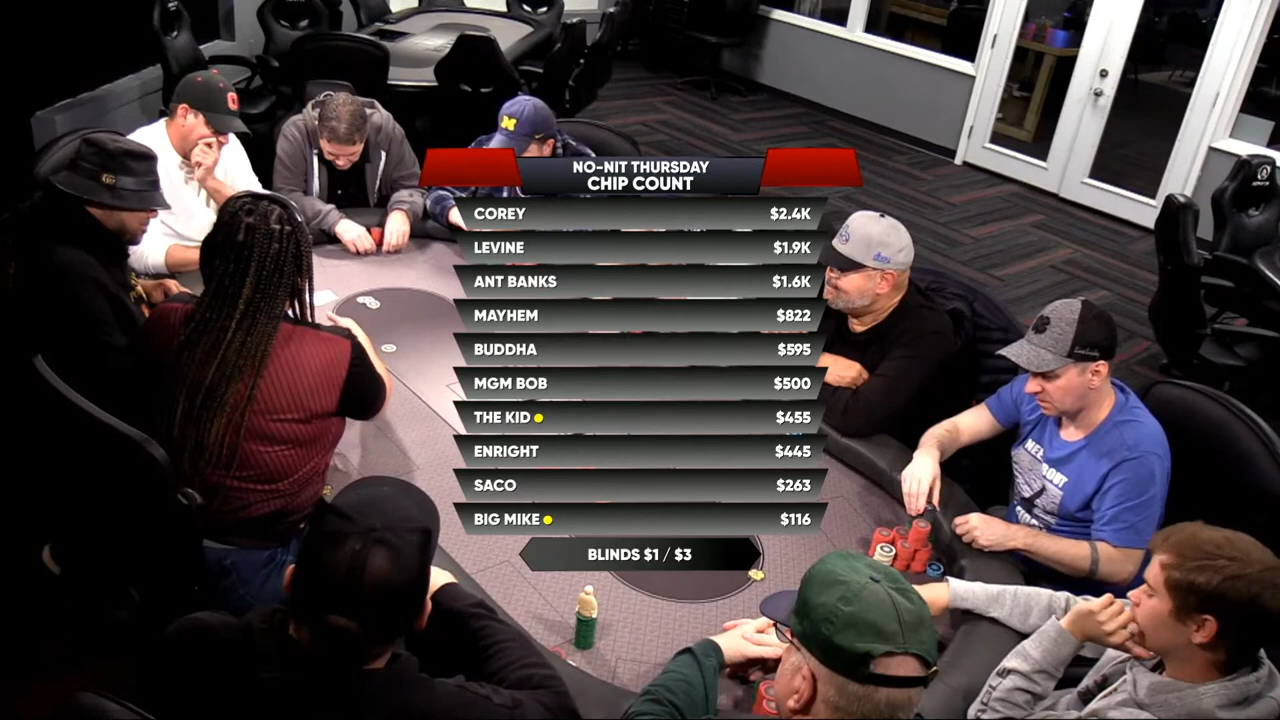 NO-NIT THURSDAY
CHIP COUNT
COREY $2.4K
LEVINE $1.9K
ANT BANKS $1.6K
MAYHEM $822
BUDDHA $595
MGM BOB $500
THE KID $455
ENRIGHT $445
SACO $263
BIG MIKE $116
BLINDS $1 / $3
M
O